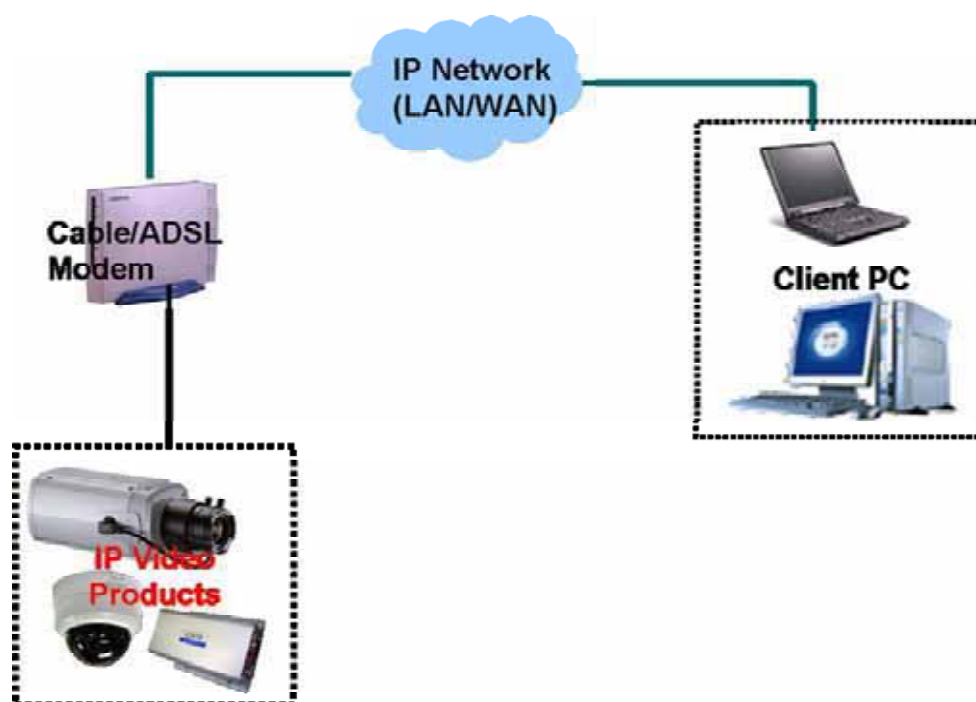 IP Network
(LAN/WAN)
Cable/ADSL
Modem
Client PC
IP Video
Products